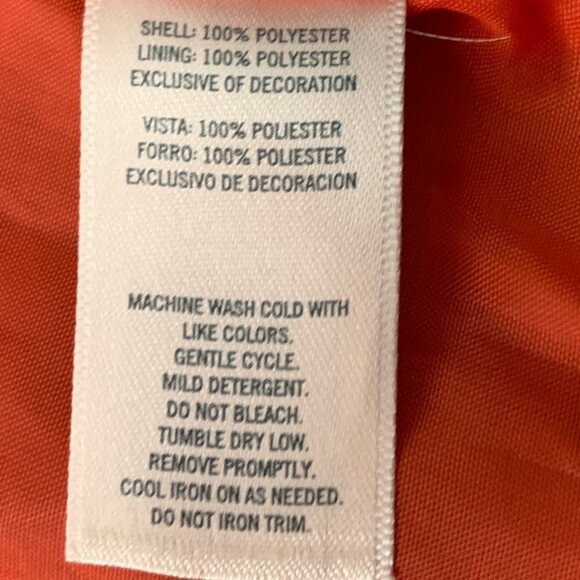 SHELL: 100% POLYESTER
LINING: 100% POLYESTER
EXCLUSIVE OF DECORATION
VISTA: 100% POLIESTER
FORRO: 100% POLIESTER
EXCLUSIVO DE DECORACION
MACHINE WASH COLD WITH
LIKE COLORS.
GENTLE CYCLE.
MILD DETERGENT.
DO NOT BLEACH.
TUMBLE DRY LOW.
REMOVE PROMPTLY.
COOL IRON ON AS NEEDED.
DO NOT IRON TRIM.